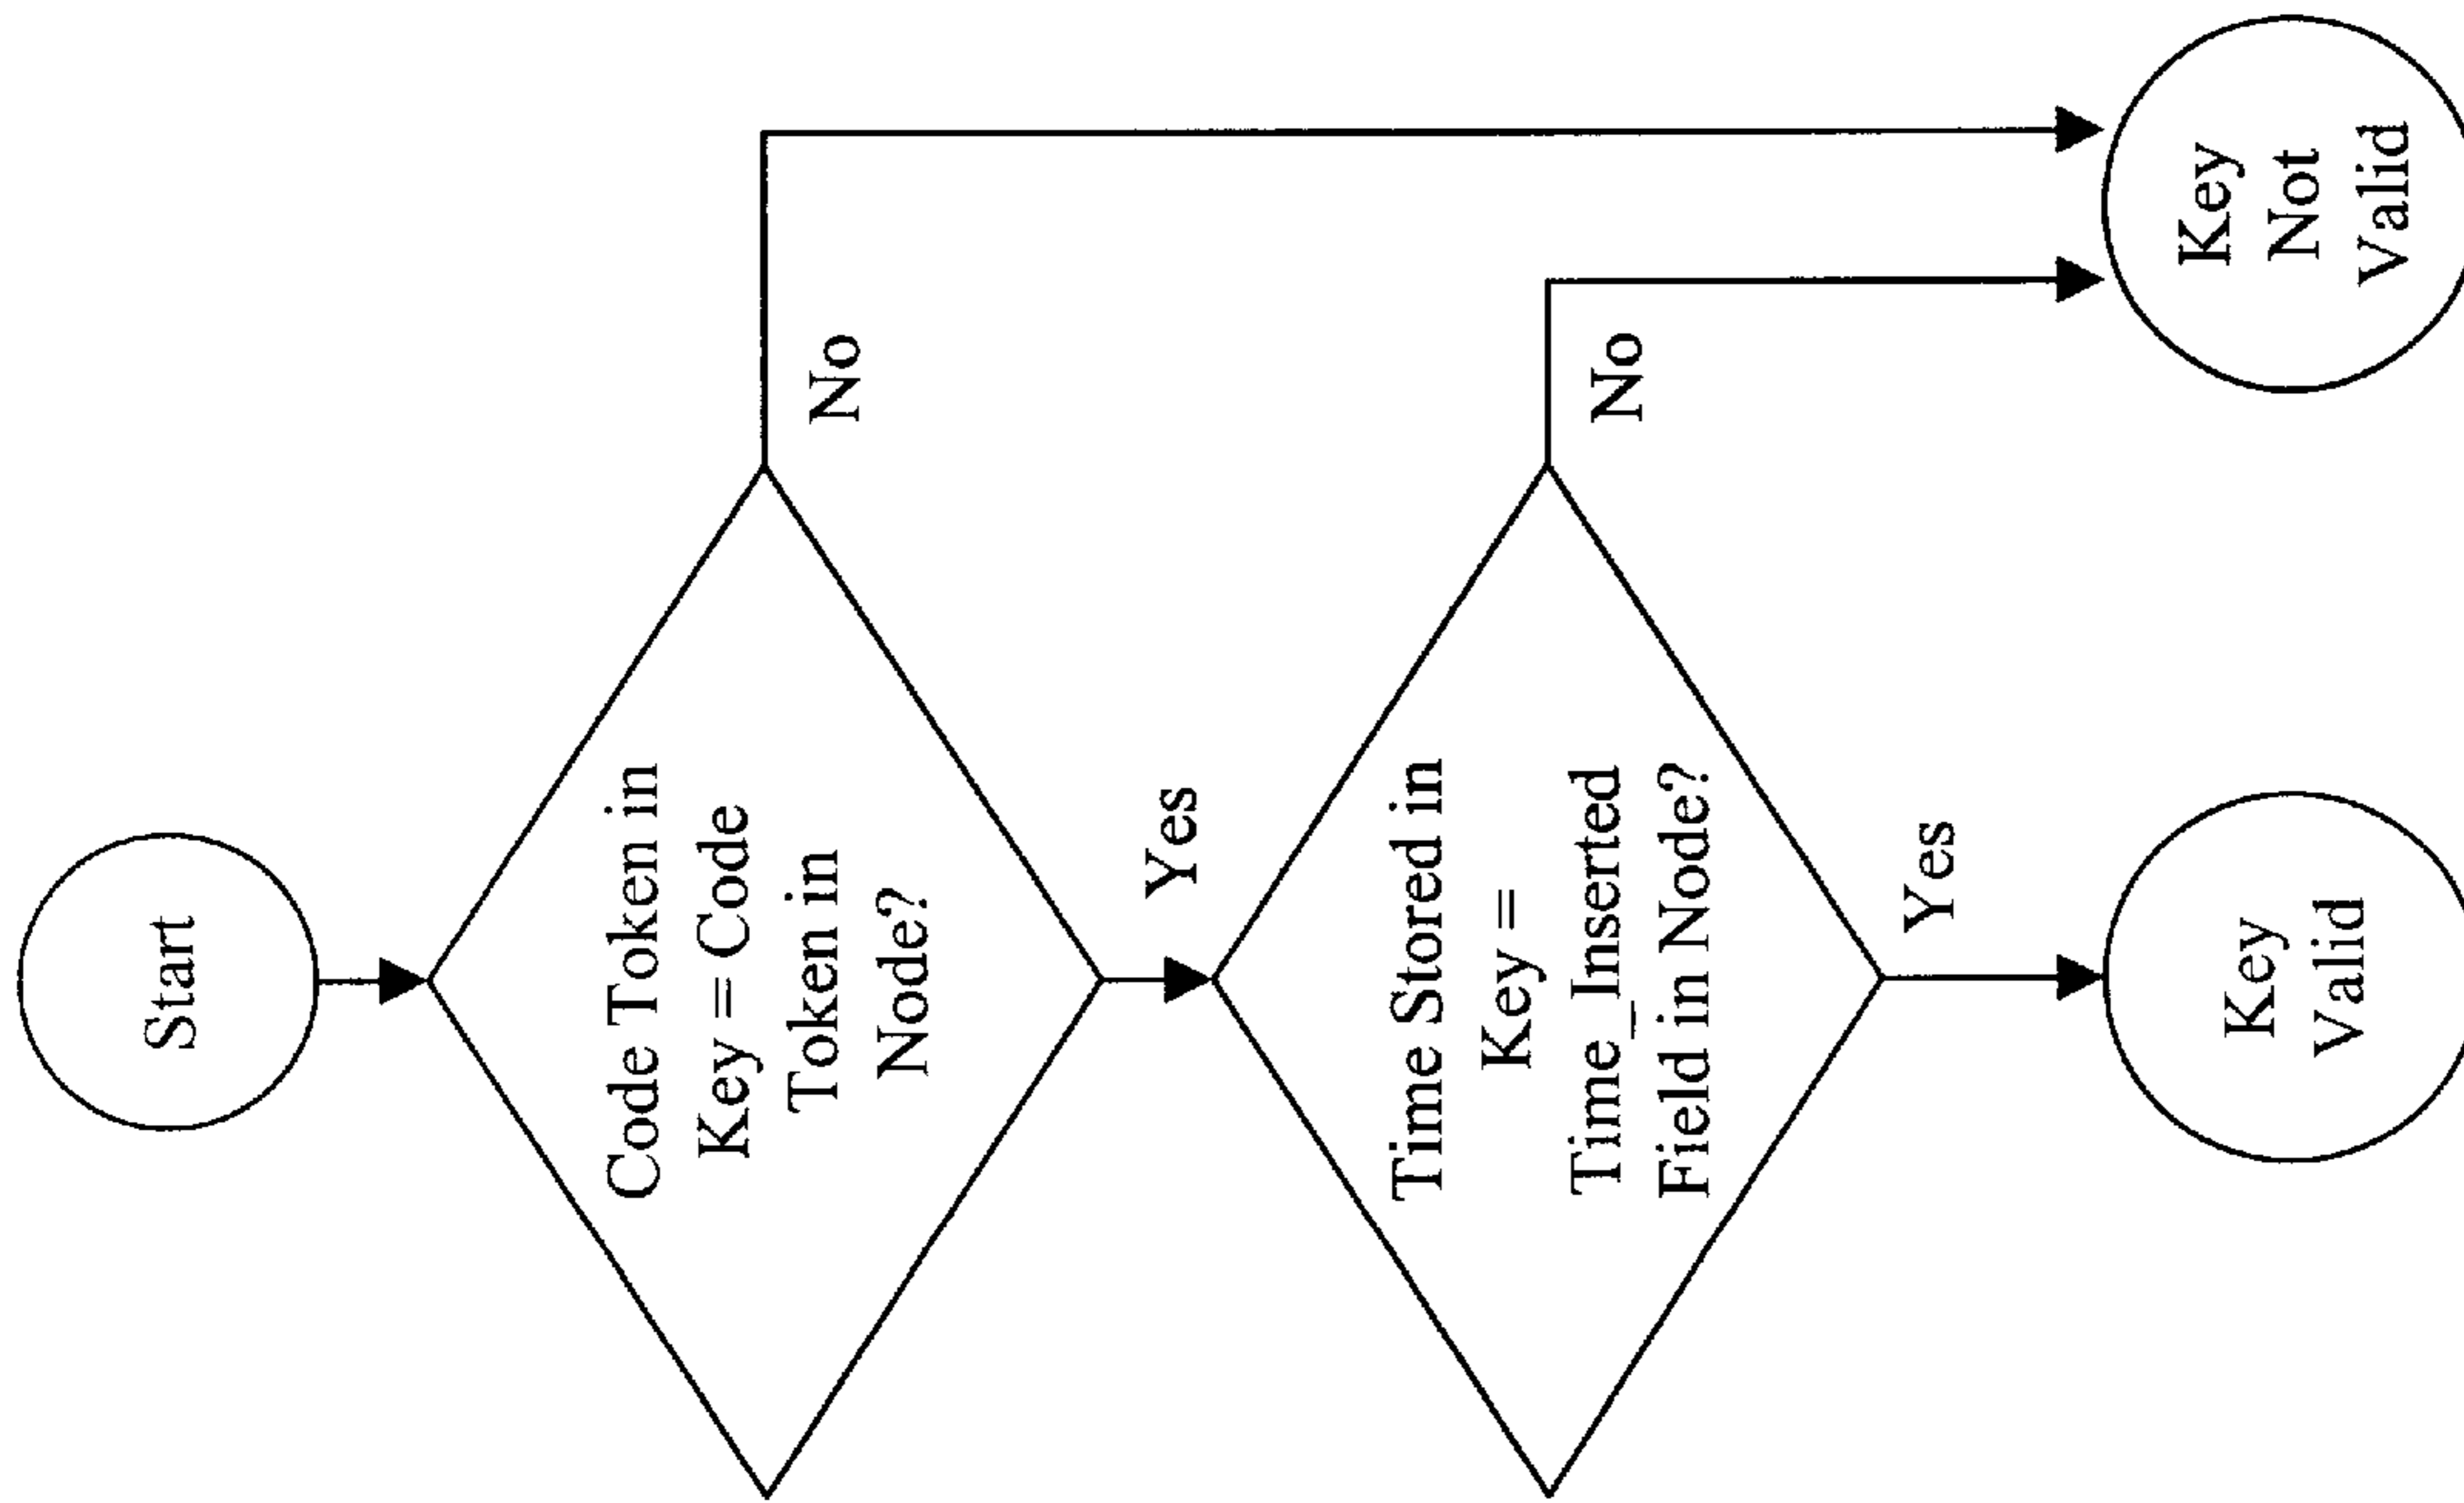 Start
Code Token in
Key = Code
Token in
Node?
No
Yes
Time Stored in
Key =
Time_Inserted
Field in Node?
No
Yes
Key
Valid
Key
Not
Valid